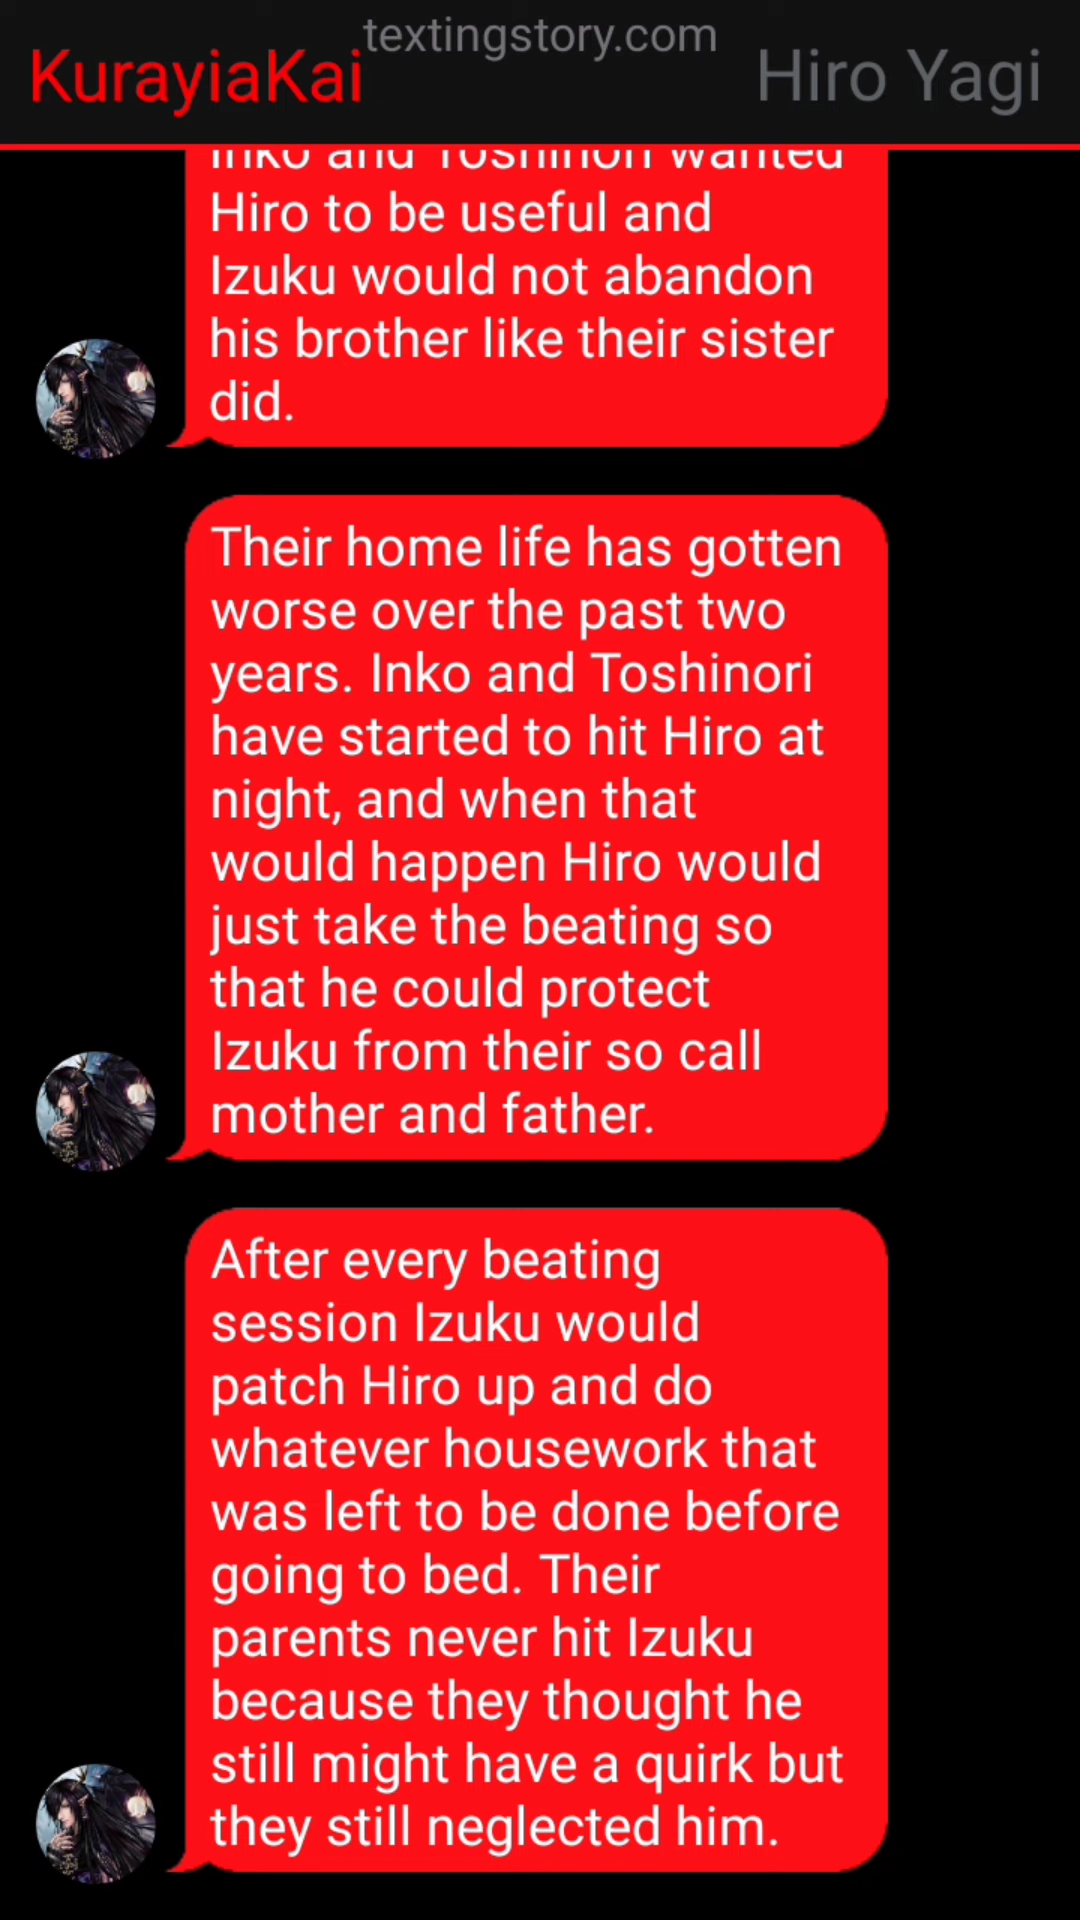 textingstory.com
KurayiaKai Hiro Yagi
Inko and Toshinori wanted
Hiro to be useful and
Izuku would not abandon
his brother like their sister
did.
Their home life has gotten
worse over the past two
years. Inko and Toshinori
have started to hit Hiro at
night, and when that
would happen Hiro would
just take the beating so
that he could protect
Izuku from their so call
mother and father.
After every beating
session Izuku would
patch Hiro up and do
whatever housework that
was left to be done before
going to bed. Their
parents never hit Izuku
because they thought he
still might have a quirk but
they still neglected him.